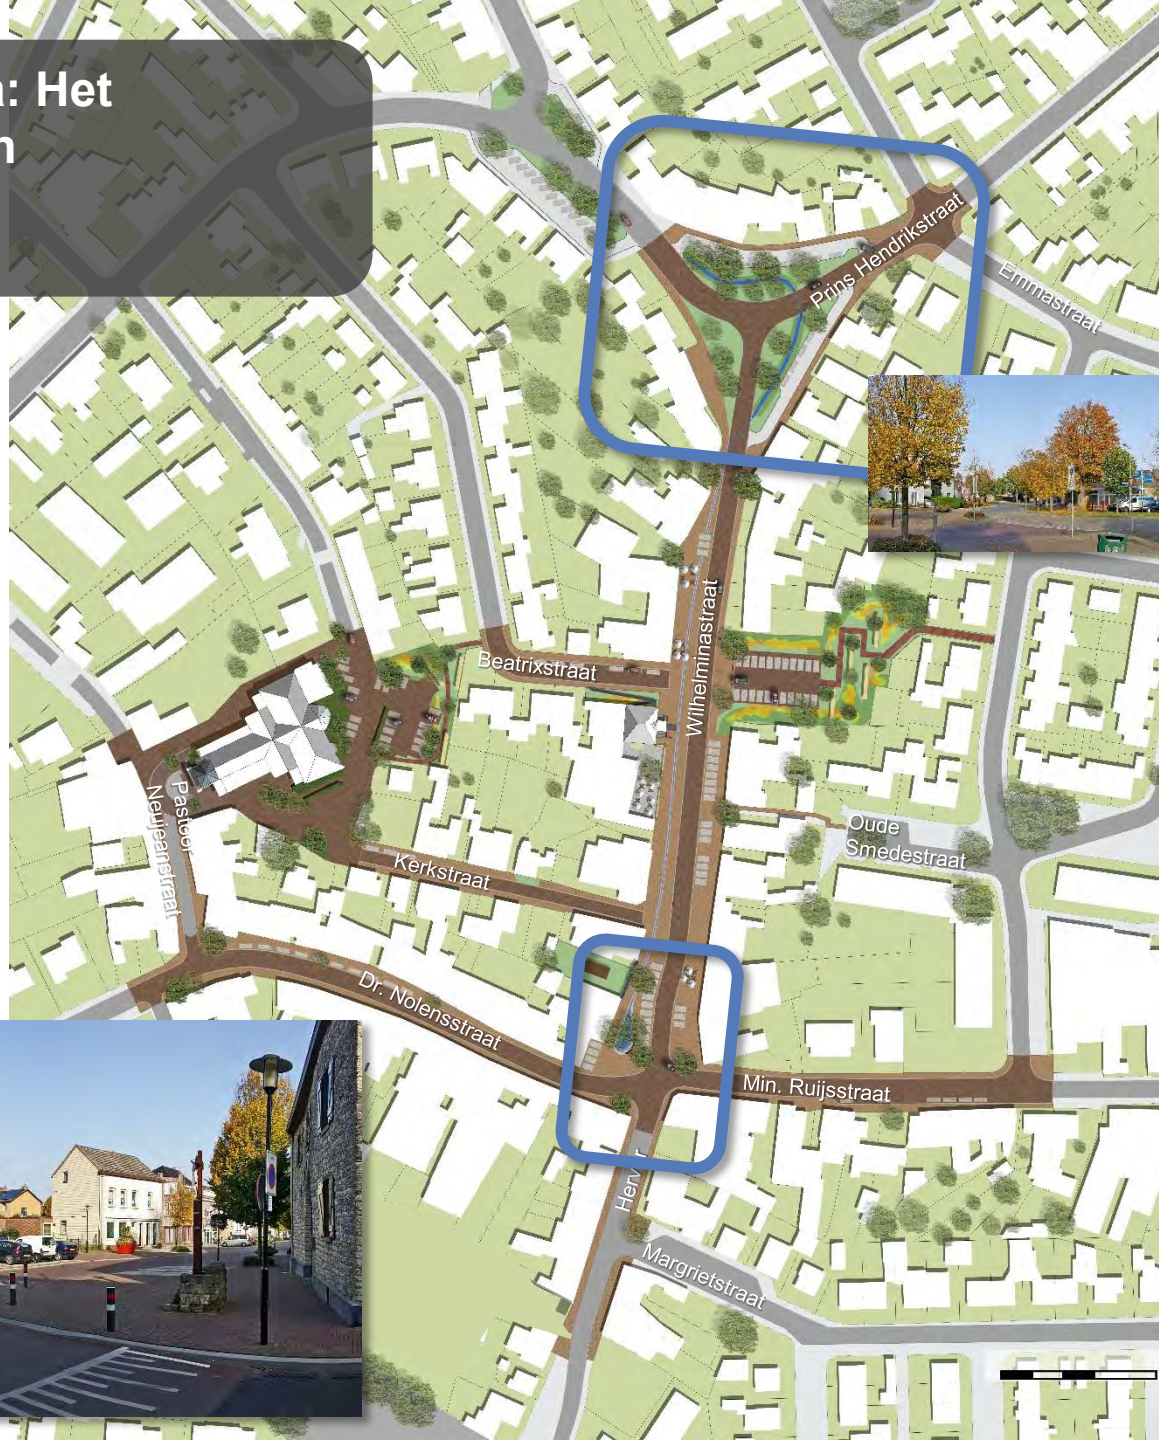 : Het
Prins Hendrikstraat
Emmastraat
Wilhelminastraat
Beatrixstraat
Pastoor
Neujeanstraat
Oude
Smedestraat
Kerkstraat
Dr. Nolensstraat
Min. Ruijsstraat
Margrietstraat